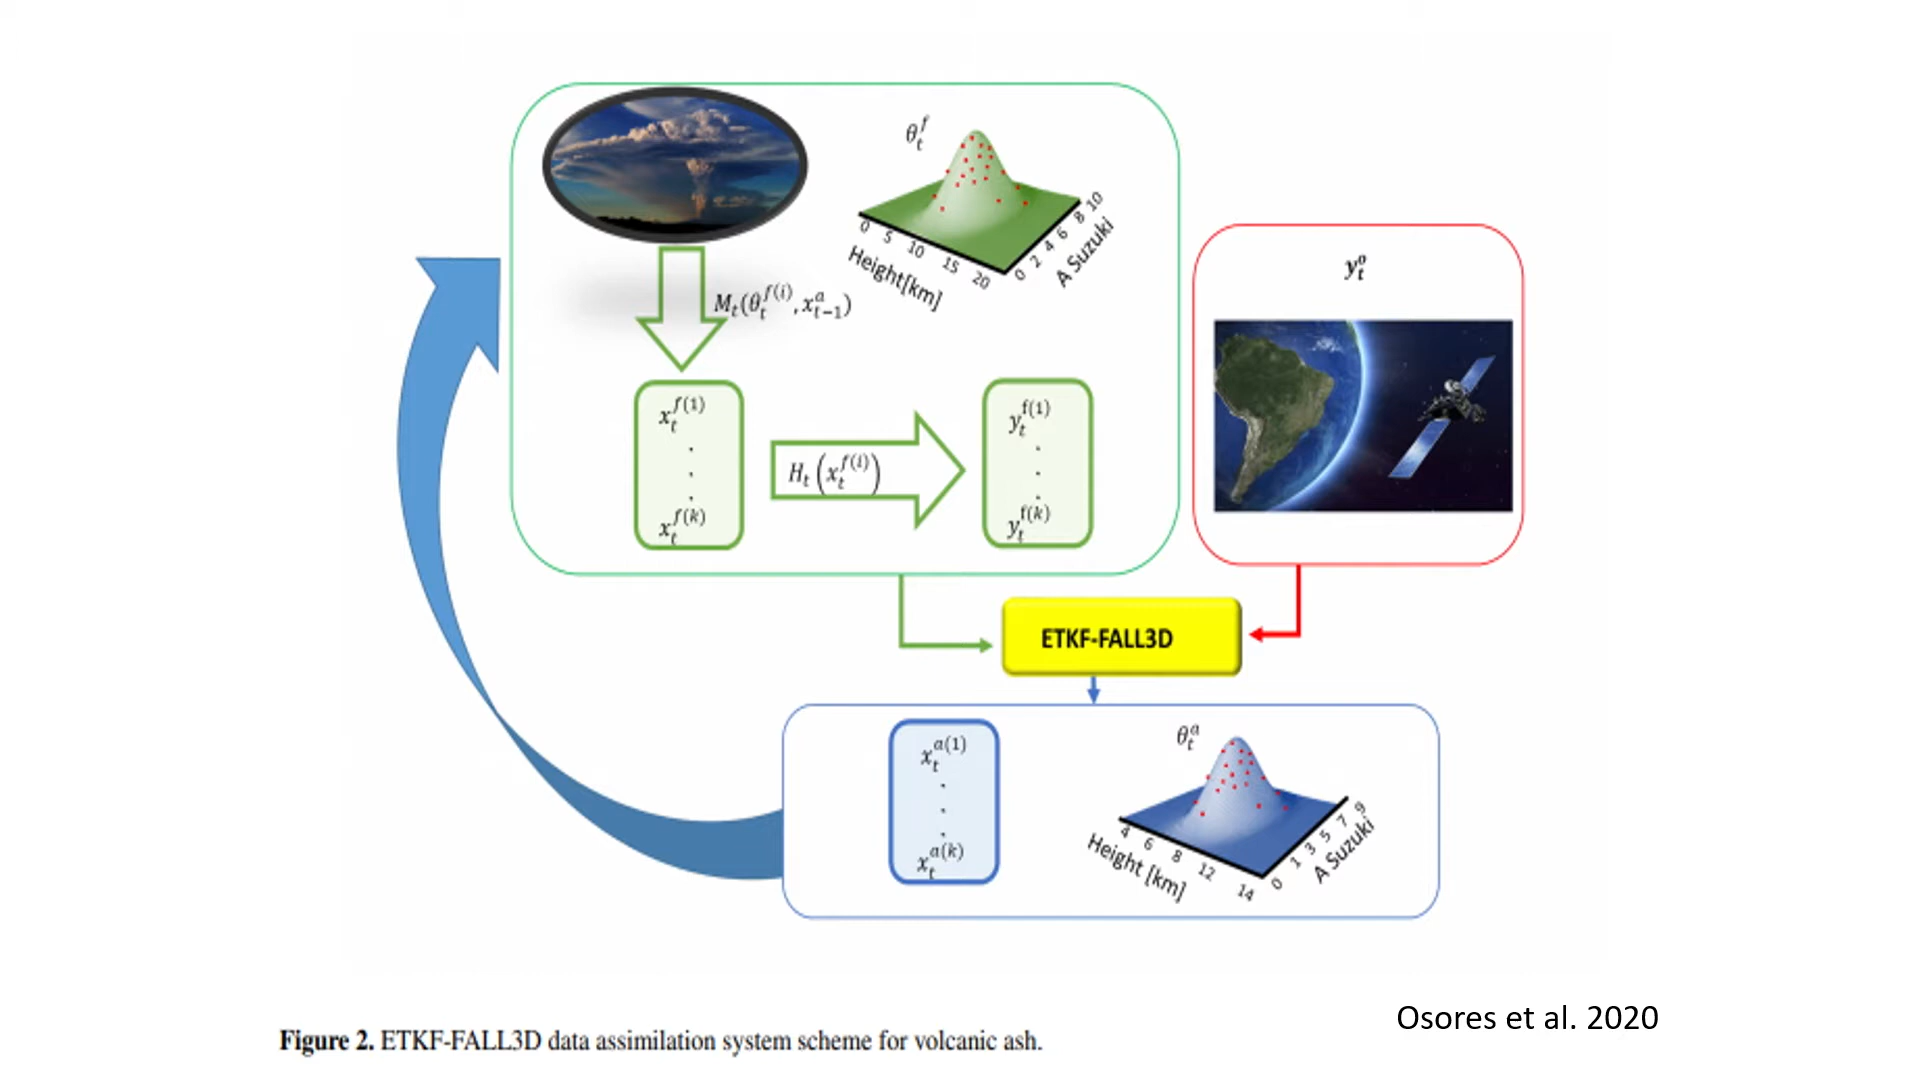 θ_t^f
0 5 10 15 20
Height[km]
0 2 4 6 8 10
A Suzuki
M_t(θ_t^{f(i)}, x_{t-1}^a)
x_t^{f(1)}
.
.
.
x_t^{f(k)}
H_t(x_t^{f(i)})
y_t^{f(1)}
.
.
.
y_t^{f(k)}
y_t^o
ETKF-FALL3D
x_t^{a(1)}
.
.
.
x_t^{a(k)}
θ_t^a
4 6 8 12 14
Height [km]
0 1 3 5 7 9
A Suzuki
Osores et al. 2020
Figure 2. ETKF-FALL3D data assimilation system scheme for volcanic ash.